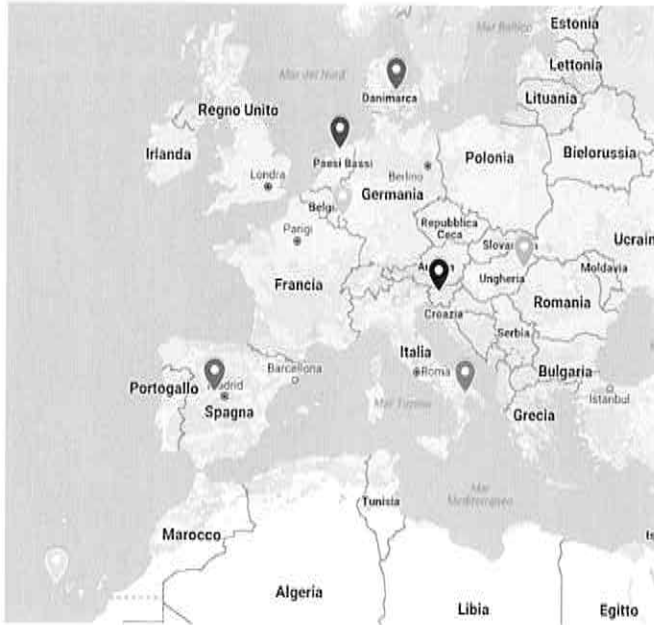 Estonia
Mar Baltico
Lettonia
Mar del Nord
Danimarca
Lituania
Regno Unito
Paesi Bassi
Irlanda
Polonia
Bielorussia
Londra
Berlino
Belgi
Germania
Repubblica
Ceca
Parigi
Slova
Ucrain
Moldavia
Francia
Ungheria
Romania
Croazia
Serbia
Italia
Barcellona
Roma
Bulgaria
Portogallo
Madrid
Istanbul
Spagna
Mar Tirreno
Grecia
Mar
Mediterraneo
Tunisia
Marocco
Is
Algeria
Libia
Egitto